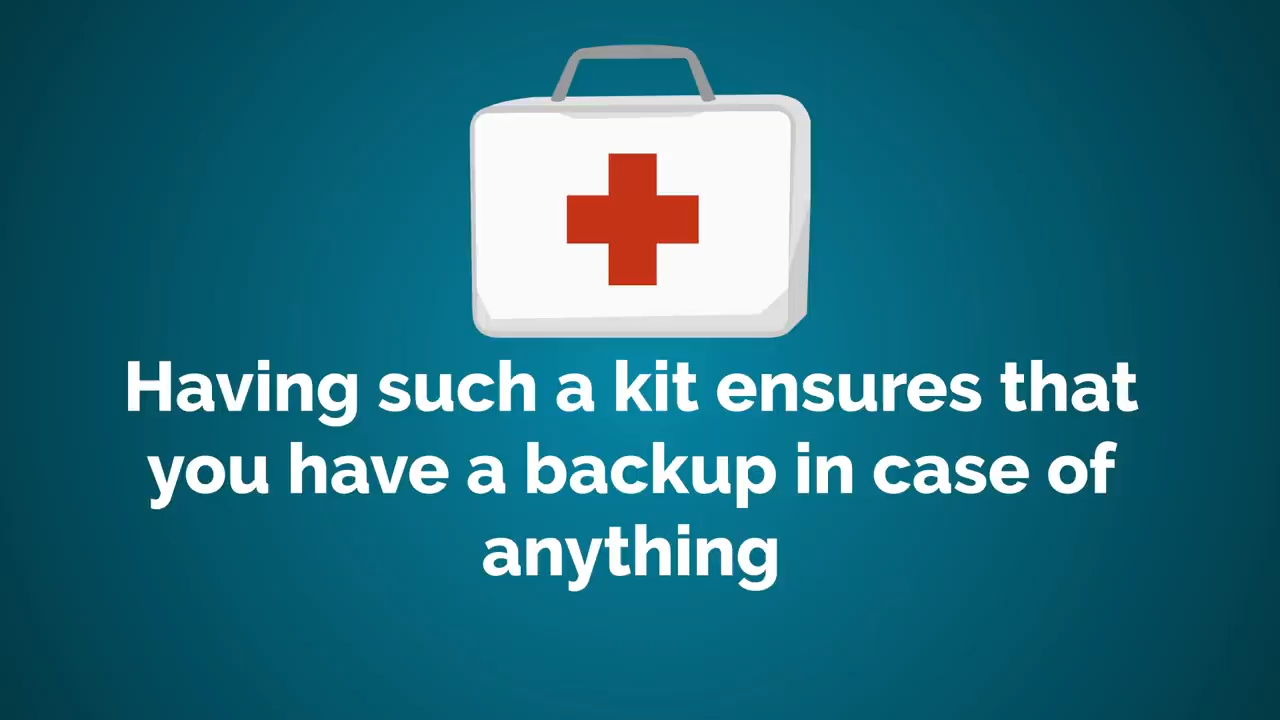 Having such a kit ensures that
you have a backup in case of
anything